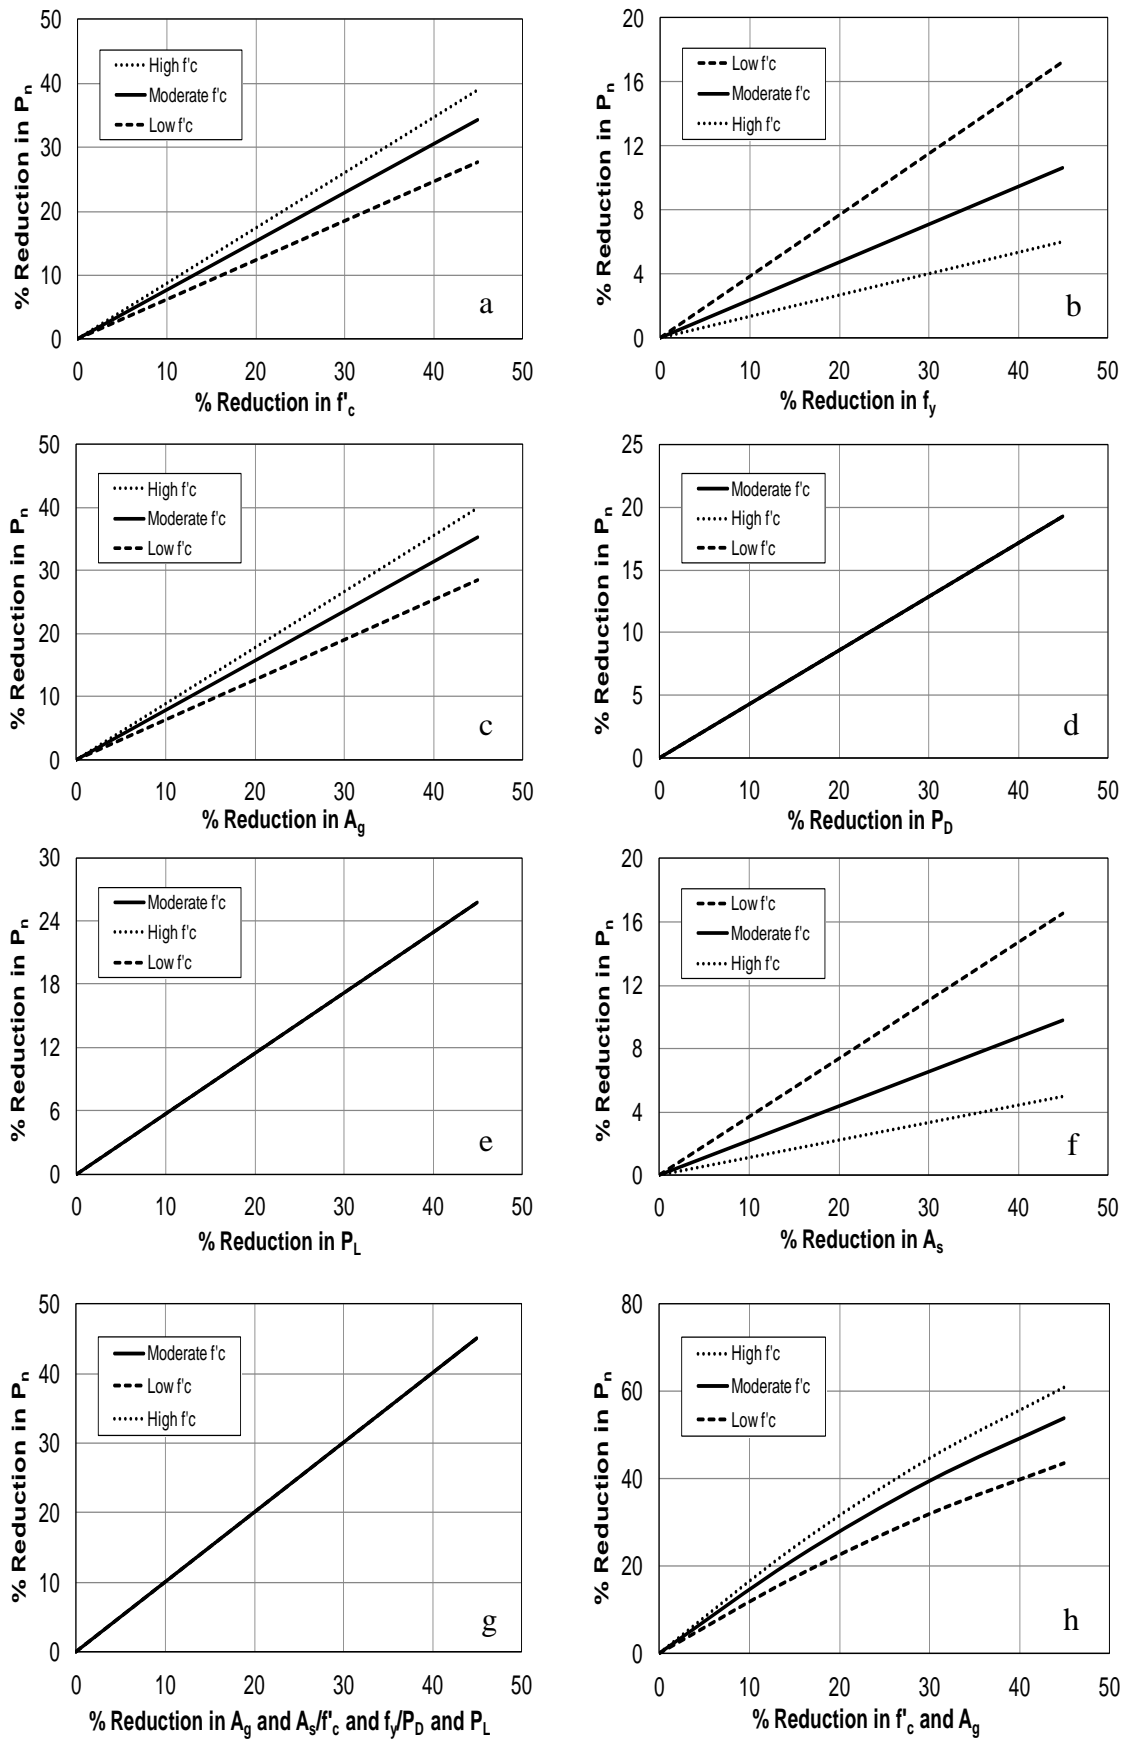 50
40
30
20
10
0
% Reduction in Pn
High f'c
Moderate f'c
Low f'c
a
0 10 20 30 40 50
% Reduction in f'c
20
16
12
8
4
0
% Reduction in Pn
Low f'c
Moderate f'c
High f'c
b
0 10 20 30 40 50
% Reduction in fy
50
40
30
20
10
0
% Reduction in Pn
High f'c
Moderate f'c
Low f'c
c
0 10 20 30 40 50
% Reduction in Ag
25
20
15
10
5
0
% Reduction in Pn
Moderate f'c
High f'c
Low f'c
d
0 10 20 30 40 50
% Reduction in PD
30
24
18
12
6
0
% Reduction in Pn
Moderate f'c
High f'c
Low f'c
e
0 10 20 30 40 50
% Reduction in PL
20
16
12
8
4
0
% Reduction in Pn
Low f'c
Moderate f'c
High f'c
f
0 10 20 30 40 50
% Reduction in As
50
40
30
20
10
0
% Reduction in Pn
Moderate f'c
Low f'c
High f'c
g
0 10 20 30 40 50
% Reduction in Ag and As/f'c and fy/PD and PL
80
60
40
20
0
% Reduction in Pn
High f'c
Moderate f'c
Low f'c
h
0 10 20 30 40 50
% Reduction in f'c and Ag